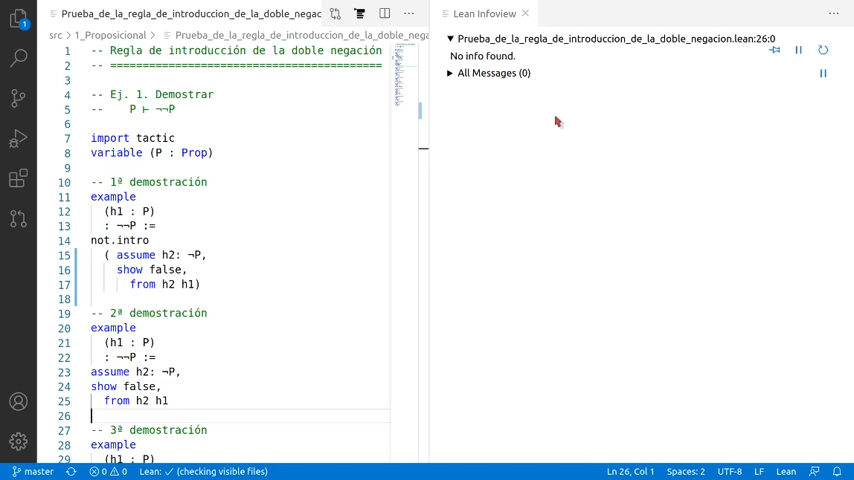 Prueba_de_la_regla_de_introduccion_de_la_doble_negac
src > 1_Proposicional > Prueba_de_la_regla_de_introduccion_de_la_doble_nega
1 -- Regla de introducción de la doble negación
2 -- ==========================================
3
4 -- Ej. 1. Demostrar
5 --    P ⊢ ¬¬P
6
7 import tactic
8 variable (P : Prop)
9
10 -- 1ª demostración
11 example
12   (h1 : P)
13   : ¬¬P :=
14 not.intro
15   ( assume h2: ¬P,
16     show false,
17       from h2 h1)
18
19 -- 2ª demostración
20 example
21   (h1 : P)
22   : ¬¬P :=
23 assume h2: ¬P,
24 show false,
25   from h2 h1
26
27 -- 3ª demostración
28 example
29   (h1 : P)
Lean Infoview
Prueba_de_la_regla_de_introduccion_de_la_doble_negacion.lean:26:0
No info found.
All Messages (0)
1
master 0 0 Lean: ✓ (checking visible files) Ln 26, Col 1 Spaces: 2 UTF-8 LF Lean